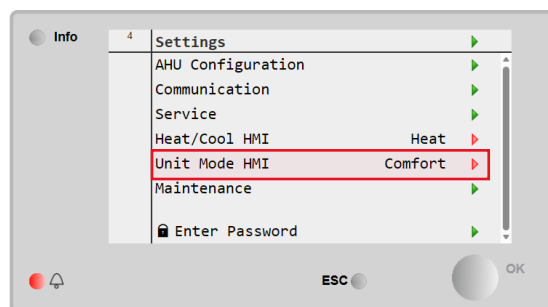 Info
4 Settings
AHU Configuration
Communication
Service
Heat/Cool HMI Heat
Unit Mode HMI Comfort
Maintenance
Enter Password
ESC
OK